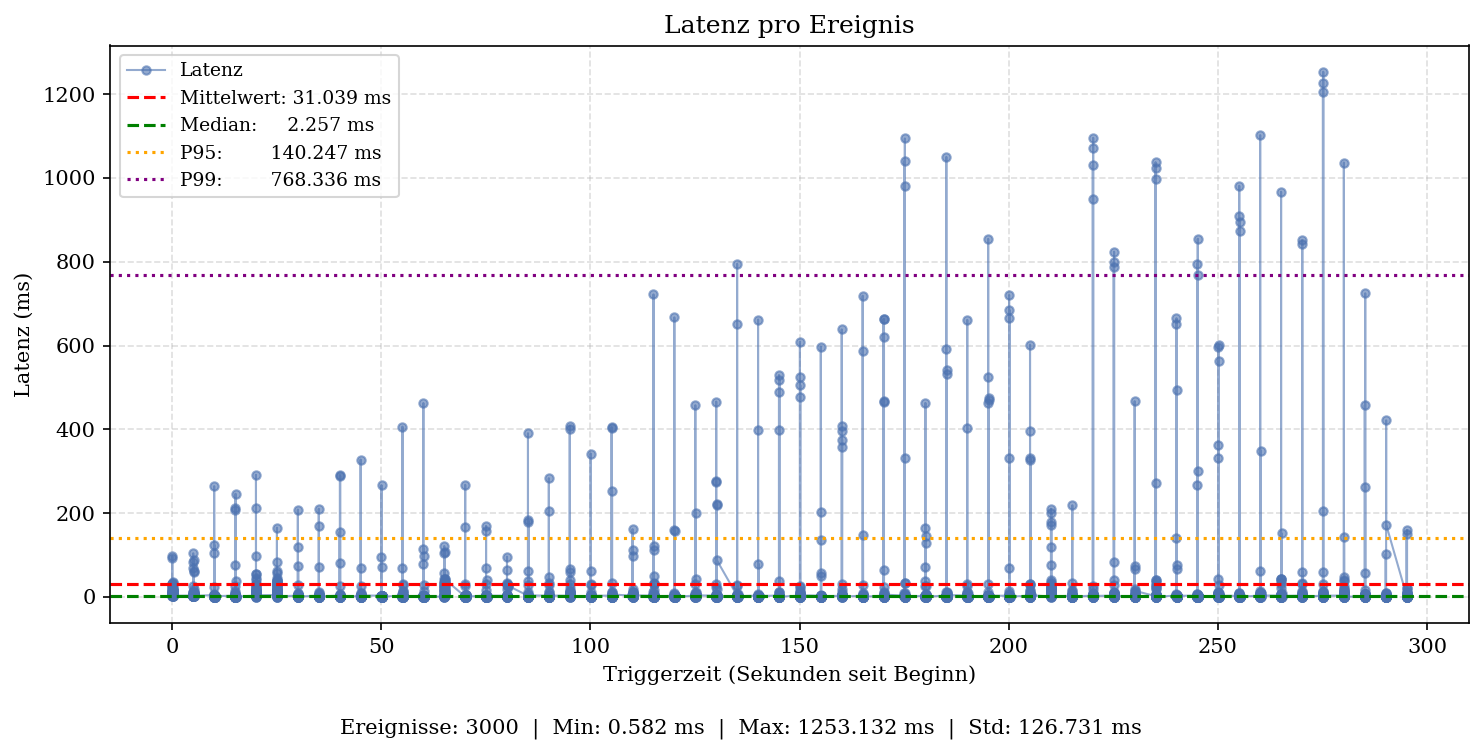 Latenz pro Ereignis
Latenz
Mittelwert: 31.039 ms
Median: 2.257 ms
P95: 140.247 ms
P99: 768.336 ms
Latenz (ms)
1200
1000
800
600
400
200
0
0 50 100 150 200 250 300
Triggerzeit (Sekunden seit Beginn)
Ereignisse: 3000 | Min: 0.582 ms | Max: 1253.132 ms | Std: 126.731 ms